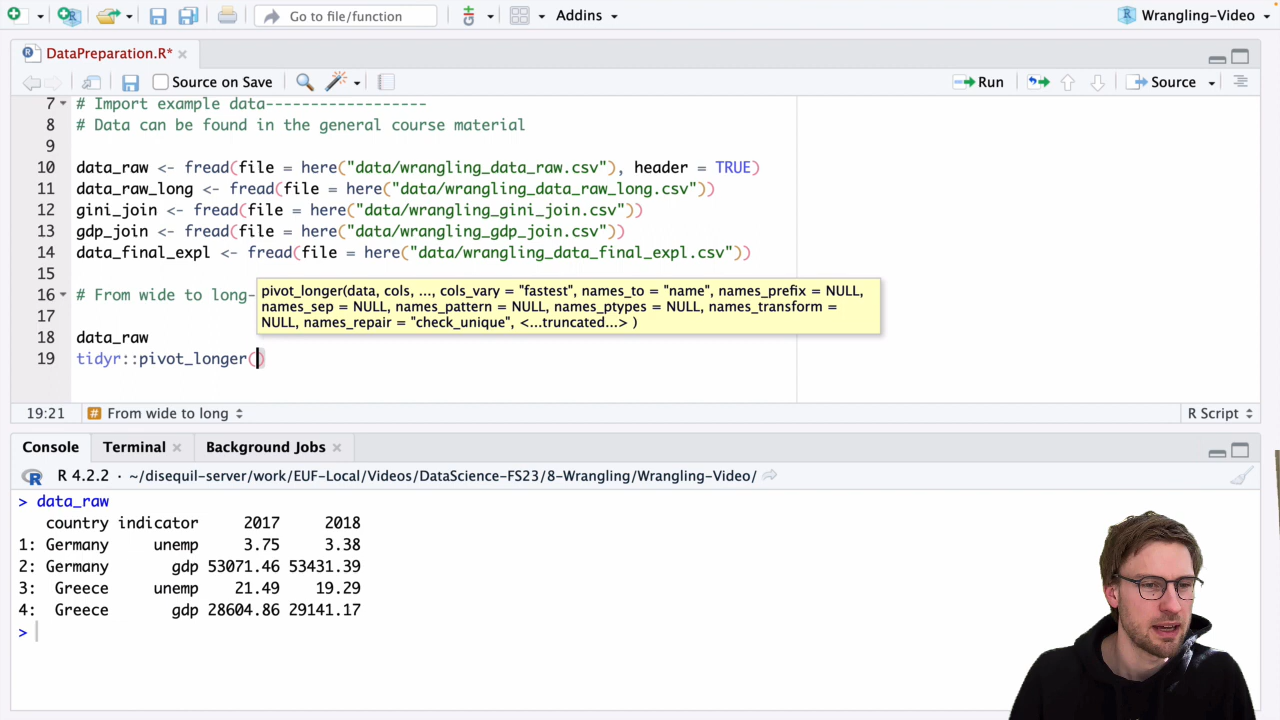 Go to file/function
Addins
Wrangling-Video
DataPreparation.R*
Source on Save
Run
Source
7 # Import example data------------------
8 # Data can be found in the general course material
9
10 data_raw <- fread(file = here("data/wrangling_data_raw.csv"), header = TRUE)
11 data_raw_long <- fread(file = here("data/wrangling_data_raw_long.csv"))
12 gini_join <- fread(file = here("data/wrangling_gini_join.csv"))
13 gdp_join <- fread(file = here("data/wrangling_gdp_join.csv"))
14 data_final_expl <- fread(file = here("data/wrangling_data_final_expl.csv"))
15
pivot_longer(data, cols, ..., cols_vary = "fastest", names_to = "name", names_prefix = NULL,
names_sep = NULL, names_pattern = NULL, names_ptypes = NULL, names_transform =
NULL, names_repair = "check_unique", <...truncated...> )
16 # From wide to long-
17
18 data_raw
19 tidyr::pivot_longer()
19:21 # From wide to long
R Script
Console Terminal Background Jobs
R 4.2.2 · ~/disequil-server/work/EUF-Local/Videos/DataScience-FS23/8-Wrangling/Wrangling-Video/
> data_raw
country indicator 2017 2018
1: Germany unemp 3.75 3.38
2: Germany gdp 53071.46 53431.39
3: Greece unemp 21.49 19.29
4: Greece gdp 28604.86 29141.17
>